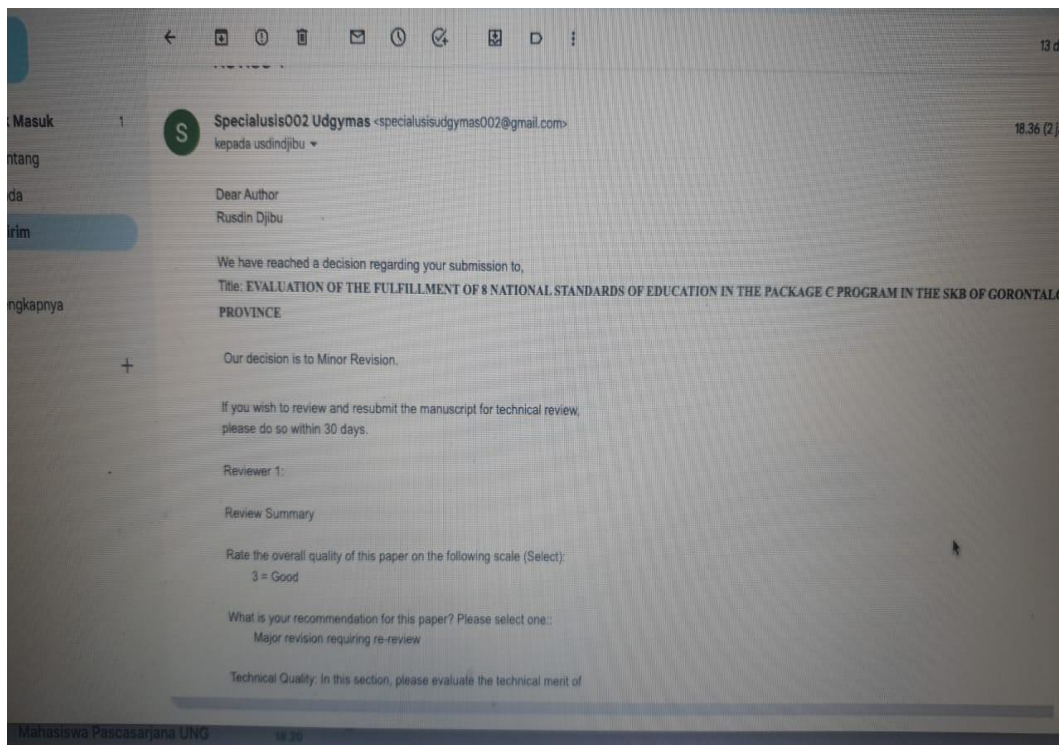 13 d
Masuk 1
ntang
da
irim
engkapnya
S
Specialusis002 Udgymas <specialusisudgymas002@gmail.com>
18.36 (2 j
kepada usdindjibu
Dear Author
Rusdin Djibu
We have reached a decision regarding your submission to,
Title: EVALUATION OF THE FULFILLMENT OF 8 NATIONAL STANDARDS OF EDUCATION IN THE PACKAGE C PROGRAM IN THE SKB OF GORONTALO
PROVINCE
Our decision is to Minor Revision.
If you wish to review and resubmit the manuscript for technical review,
please do so within 30 days.
Reviewer 1:
Review Summary
Rate the overall quality of this paper on the following scale (Select):
3 = Good
What is your recommendation for this paper? Please select one.:
Major revision requiring re-review
Technical Quality: In this section, please evaluate the technical merit of
Mahasiswa Pascasarjana UNG 18.36